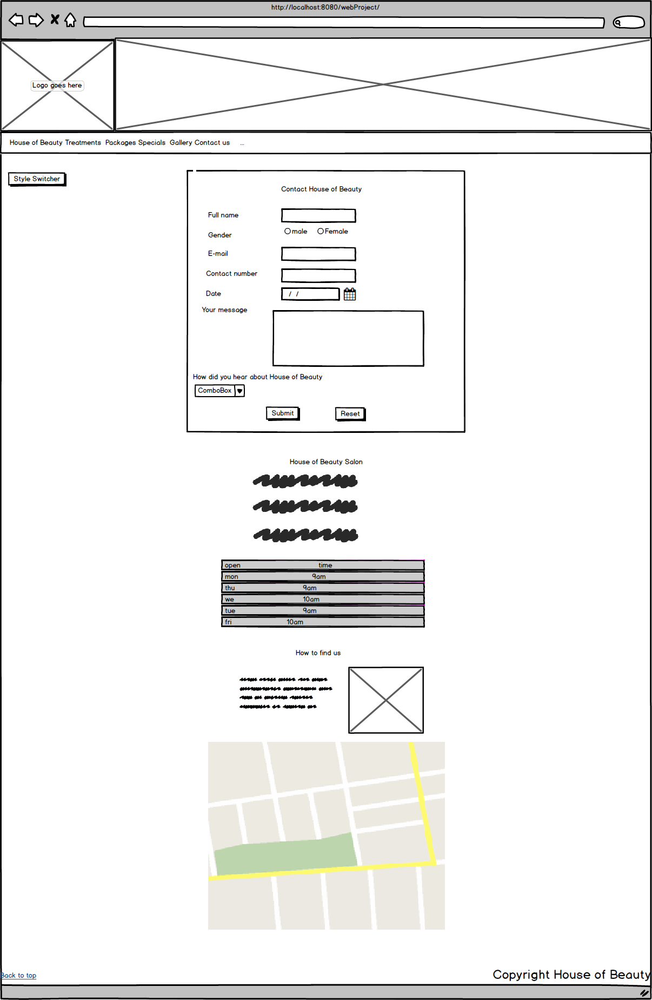 http://localhost:8080/webProject/
Logo goes here
House of Beauty Treatments Packages Specials Gallery Contact us ...
Style Switcher
Contact House of Beauty
Full name
Gender male Female
E-mail
Contact number
Date / /
Your message
How did you hear about House of Beauty
ComboBox
Submit Reset
House of Beauty Salon
open time
mon 9am
thu 9am
we 10am
tue 9am
fri 10am
How to find us
Back to top
Copyright House of Beauty